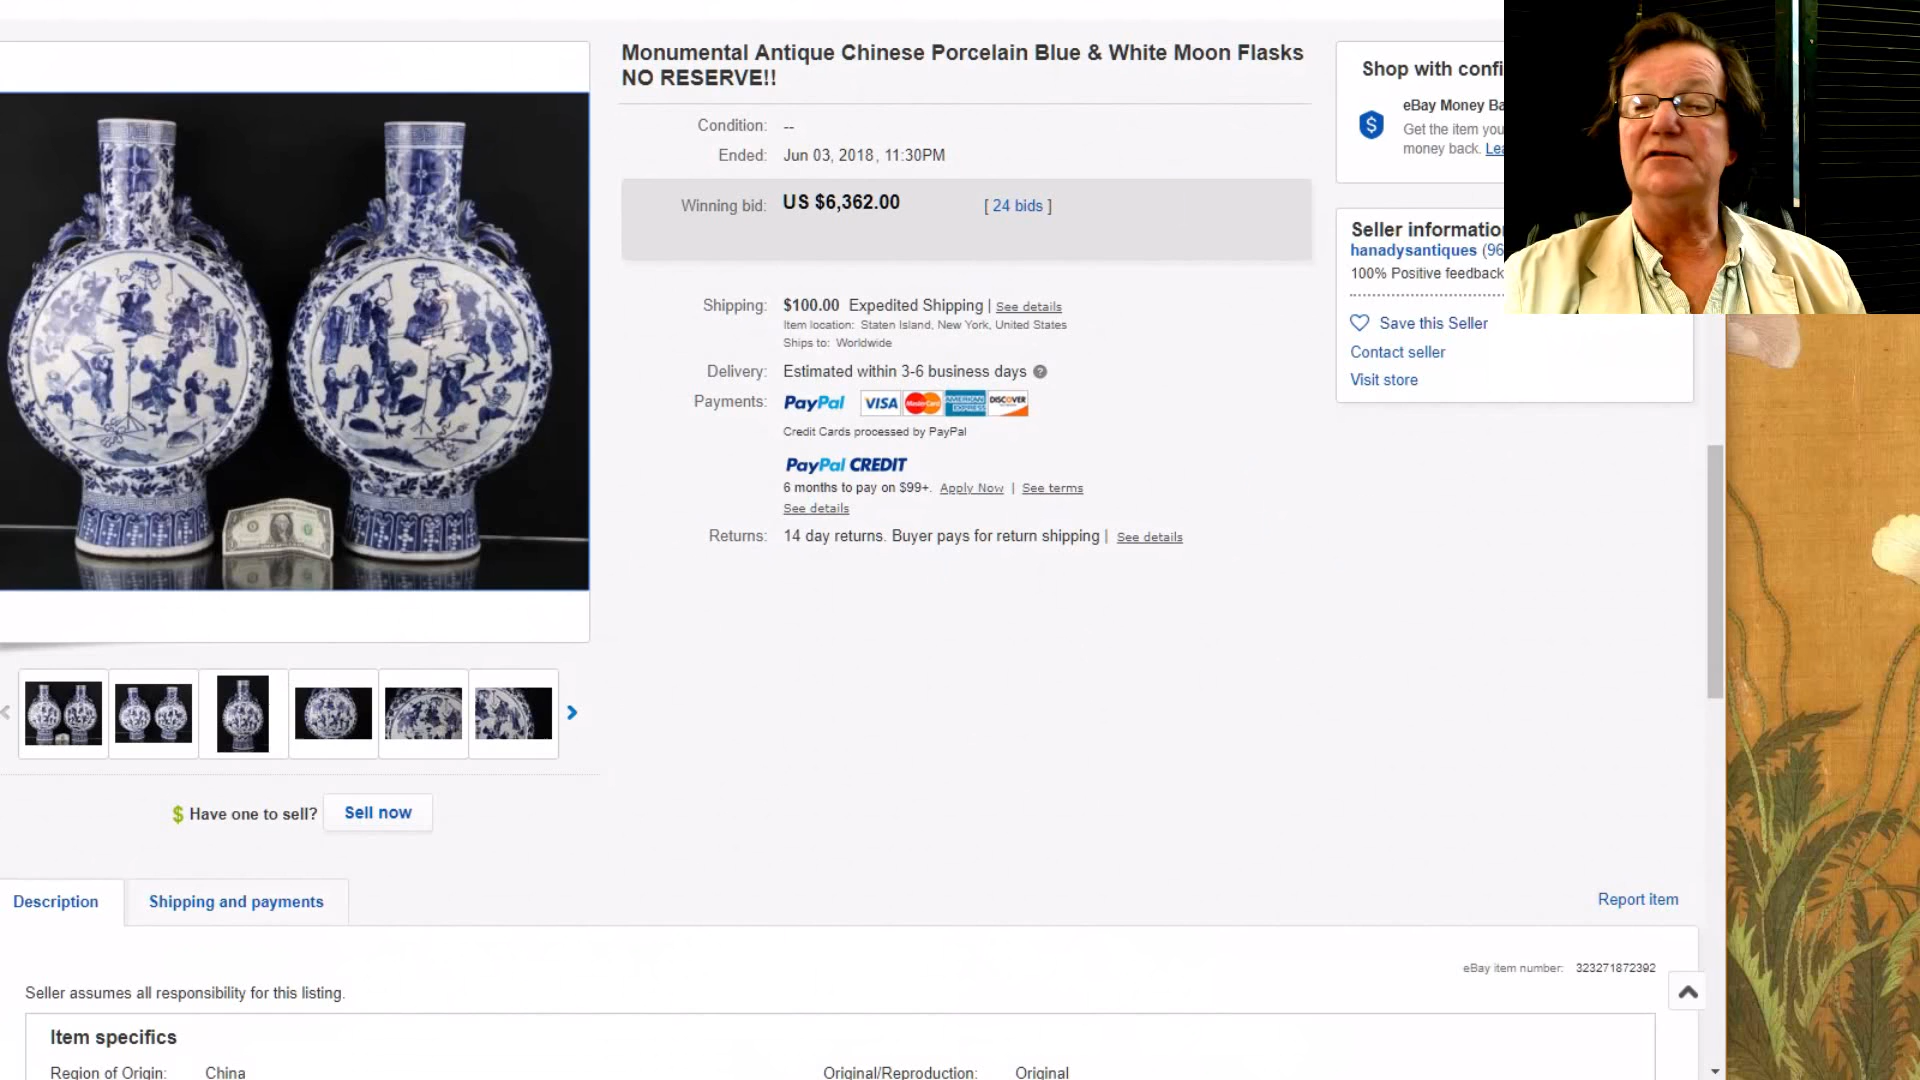 Monumental Antique Chinese Porcelain Blue & White Moon Flasks
NO RESERVE!!
Condition: --
Ended: Jun 03, 2018, 11:30PM
Winning bid: US $6,362.00 [ 24 bids ]
Shipping: $100.00 Expedited Shipping | See details
Item location: Staten Island, New York, United States
Ships to: Worldwide
Delivery: Estimated within 3-6 business days
Payments: PayPal VISA MasterCard AMERICAN EXPRESS DISCOVER
Credit Cards processed by PayPal
PayPal CREDIT
6 months to pay on $99+. Apply Now | See terms
See details
Returns: 14 day returns. Buyer pays for return shipping | See details
Shop with confi
eBay Money Ba
Get the item you
money back. Lea
Seller information
hanadysantiques (96
100% Positive feedback
Save this Seller
Contact seller
Visit store
$ Have one to sell? Sell now
Description
Shipping and payments
Report item
eBay item number: 323271872392
Seller assumes all responsibility for this listing.
Item specifics
Region of Origin: China
Original/Reproduction: Original